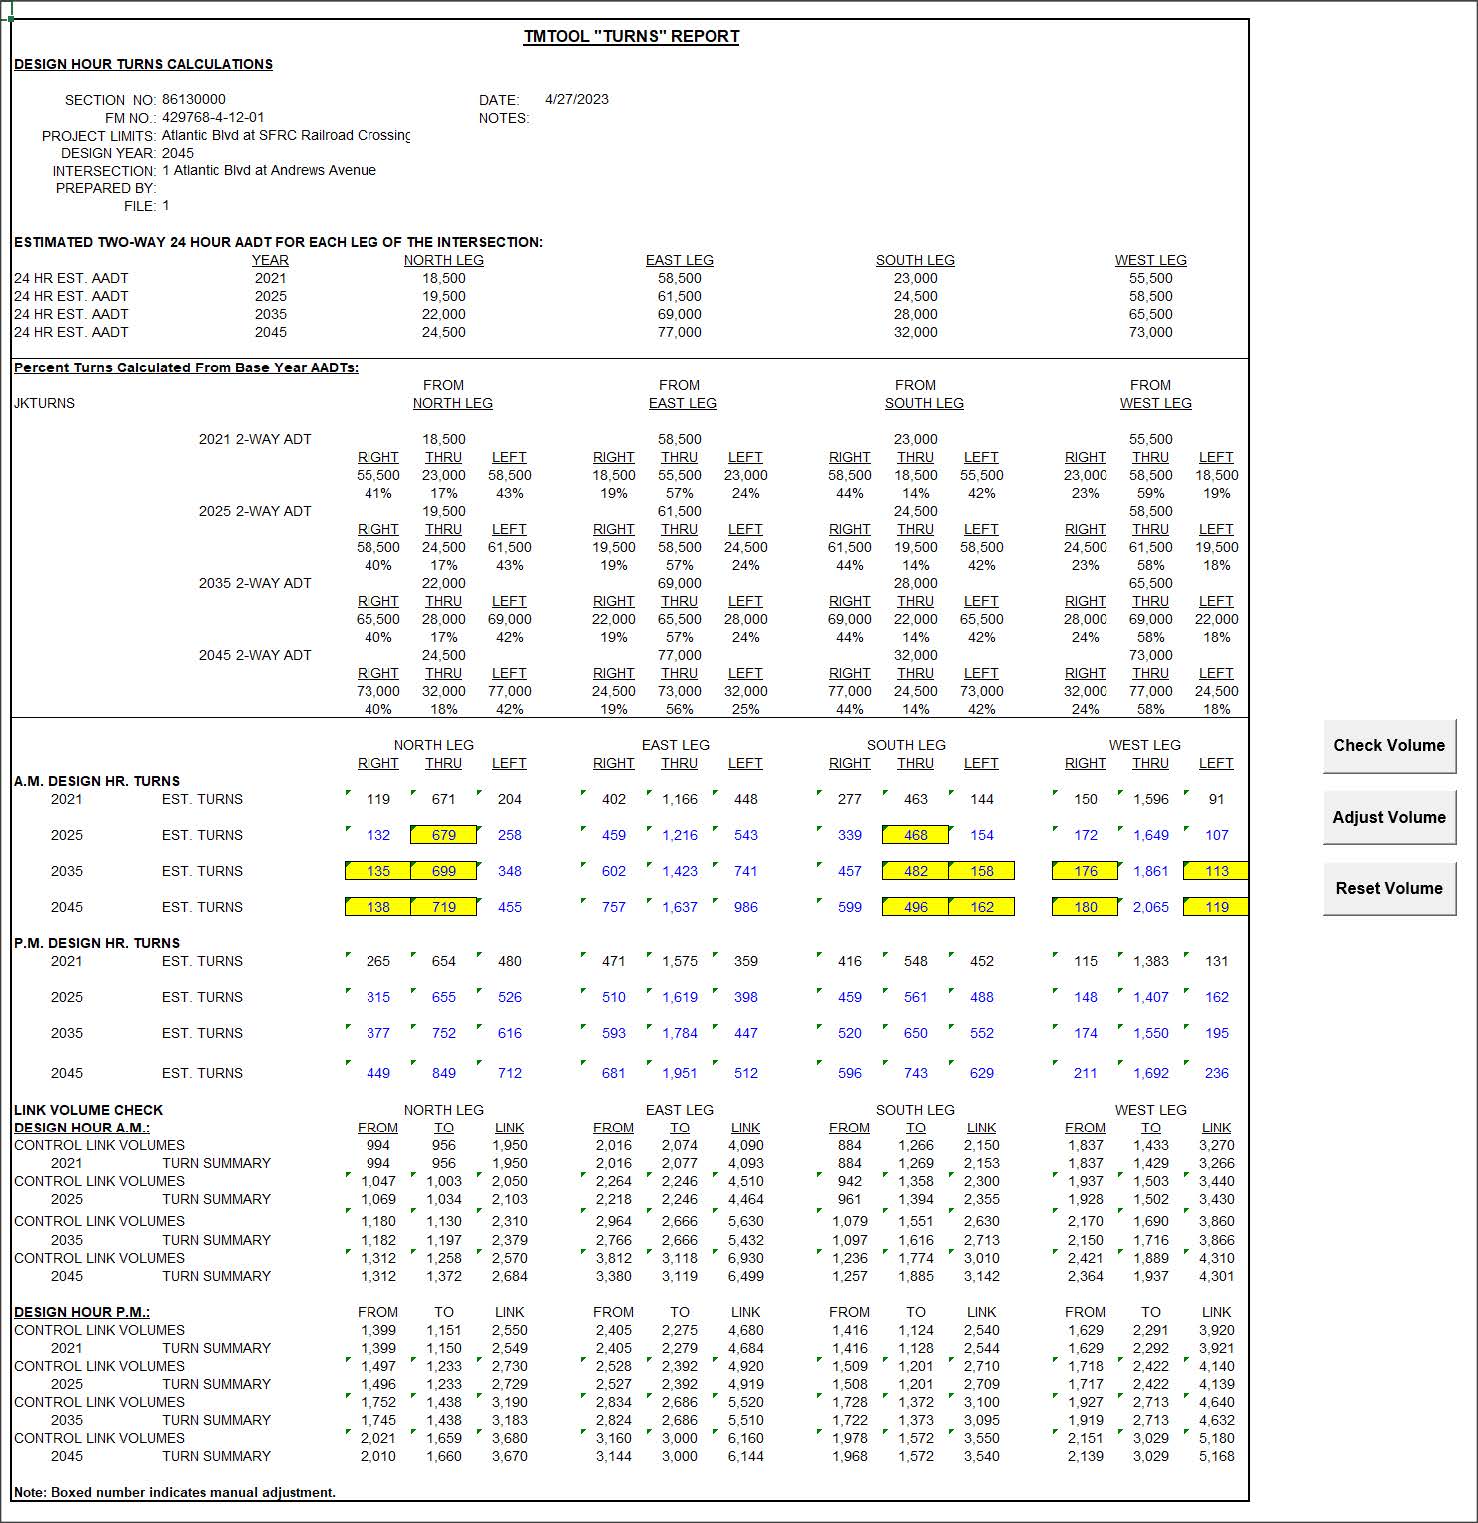 TMTOOL "TURNS" REPORT
DESIGN HOUR TURNS CALCULATIONS
SECTION NO: 86130000 DATE: 4/27/2023
FM NO.: 429768-4-12-01 NOTES:
PROJECT LIMITS: Atlantic Blvd at SFRC Railroad Crossing
DESIGN YEAR: 2045
INTERSECTION: 1 Atlantic Blvd at Andrews Avenue
PREPARED BY:
FILE: 1
ESTIMATED TWO-WAY 24 HOUR AADT FOR EACH LEG OF THE INTERSECTION:
YEAR NORTH LEG EAST LEG SOUTH LEG WEST LEG
24 HR EST. AADT 2021 18,500 58,500 23,000 55,500
24 HR EST. AADT 2025 19,500 61,500 24,500 58,500
24 HR EST. AADT 2035 22,000 69,000 28,000 65,500
24 HR EST. AADT 2045 24,500 77,000 32,000 73,000
Percent Turns Calculated From Base Year AADTs:
FROM FROM FROM FROM
JKTURNS NORTH LEG EAST LEG SOUTH LEG WEST LEG
2021 2-WAY ADT 18,500 58,500 23,000 55,500
RIGHT THRU LEFT RIGHT THRU LEFT RIGHT THRU LEFT RIGHT THRU LEFT
55,500 23,000 58,500 18,500 55,500 23,000 58,500 18,500 55,500 23,000 58,500 18,500
41% 17% 43% 19% 57% 24% 44% 14% 42% 23% 59% 19%
2025 2-WAY ADT 19,500 61,500 24,500 58,500
RIGHT THRU LEFT RIGHT THRU LEFT RIGHT THRU LEFT RIGHT THRU LEFT
58,500 24,500 61,500 19,500 58,500 24,500 61,500 19,500 58,500 24,500 61,500 19,500
40% 17% 43% 19% 57% 24% 44% 14% 42% 23% 58% 18%
2035 2-WAY ADT 22,000 69,000 28,000 65,500
RIGHT THRU LEFT RIGHT THRU LEFT RIGHT THRU LEFT RIGHT THRU LEFT
65,500 28,000 69,000 22,000 65,500 28,000 69,000 22,000 65,500 28,000 69,000 22,000
40% 17% 42% 19% 57% 24% 44% 14% 42% 24% 58% 18%
2045 2-WAY ADT 24,500 77,000 32,000 73,000
RIGHT THRU LEFT RIGHT THRU LEFT RIGHT THRU LEFT RIGHT THRU LEFT
73,000 32,000 77,000 24,500 73,000 32,000 77,000 24,500 73,000 32,000 77,000 24,500
40% 18% 42% 19% 56% 25% 44% 14% 42% 24% 58% 18%
NORTH LEG EAST LEG SOUTH LEG WEST LEG
Check Volume
RIGHT THRU LEFT RIGHT THRU LEFT RIGHT THRU LEFT RIGHT THRU LEFT
A.M. DESIGN HR. TURNS
2021 EST. TURNS 119 671 204 402 1,166 448 277 463 144 150 1,596 91
Adjust Volume
2025 EST. TURNS 132 679 258 459 1,216 543 339 468 154 172 1,649 107
2035 EST. TURNS 135 699 348 602 1,423 741 457 482 158 176 1,861 113
Reset Volume
2045 EST. TURNS 138 719 455 757 1,637 986 599 496 162 180 2,065 119
P.M. DESIGN HR. TURNS
2021 EST. TURNS 265 654 480 471 1,575 359 416 548 452 115 1,383 131
2025 EST. TURNS 315 655 526 510 1,619 398 459 561 488 148 1,407 162
2035 EST. TURNS 377 752 616 593 1,784 447 520 650 552 174 1,550 195
2045 EST. TURNS 449 849 712 681 1,951 512 596 743 629 211 1,692 236
LINK VOLUME CHECK NORTH LEG EAST LEG SOUTH LEG WEST LEG
DESIGN HOUR A.M.: FROM TO LINK FROM TO LINK FROM TO LINK FROM TO LINK
CONTROL LINK VOLUMES 994 956 1,950 2,016 2,074 4,090 884 1,266 2,150 1,837 1,433 3,270
2021 TURN SUMMARY 994 956 1,950 2,016 2,077 4,093 884 1,269 2,153 1,837 1,429 3,266
CONTROL LINK VOLUMES 1,047 1,003 2,050 2,264 2,246 4,510 942 1,358 2,300 1,937 1,503 3,440
2025 TURN SUMMARY 1,069 1,034 2,103 2,218 2,246 4,464 961 1,394 2,355 1,928 1,502 3,430
CONTROL LINK VOLUMES 1,180 1,130 2,310 2,964 2,666 5,630 1,079 1,551 2,630 2,170 1,690 3,860
2035 TURN SUMMARY 1,182 1,197 2,379 2,766 2,666 5,432 1,097 1,616 2,713 2,150 1,716 3,866
CONTROL LINK VOLUMES 1,312 1,258 2,570 3,812 3,118 6,930 1,236 1,774 3,010 2,421 1,889 4,310
2045 TURN SUMMARY 1,312 1,372 2,684 3,380 3,119 6,499 1,257 1,885 3,142 2,364 1,937 4,301
DESIGN HOUR P.M.: FROM TO LINK FROM TO LINK FROM TO LINK FROM TO LINK
CONTROL LINK VOLUMES 1,399 1,151 2,550 2,405 2,275 4,680 1,416 1,124 2,540 1,629 2,291 3,920
2021 TURN SUMMARY 1,399 1,150 2,549 2,405 2,279 4,684 1,416 1,128 2,544 1,629 2,292 3,921
CONTROL LINK VOLUMES 1,497 1,233 2,730 2,528 2,392 4,920 1,509 1,201 2,710 1,718 2,422 4,140
2025 TURN SUMMARY 1,496 1,233 2,729 2,527 2,392 4,919 1,508 1,201 2,709 1,717 2,422 4,139
CONTROL LINK VOLUMES 1,752 1,438 3,190 2,834 2,686 5,520 1,728 1,372 3,100 1,927 2,713 4,640
2035 TURN SUMMARY 1,745 1,438 3,183 2,824 2,686 5,510 1,722 1,373 3,095 1,919 2,713 4,632
CONTROL LINK VOLUMES 2,021 1,659 3,680 3,160 3,000 6,160 1,978 1,572 3,550 2,151 3,029 5,180
2045 TURN SUMMARY 2,010 1,660 3,670 3,144 3,000 6,144 1,968 1,572 3,540 2,139 3,029 5,168
Note: Boxed number indicates manual adjustment.